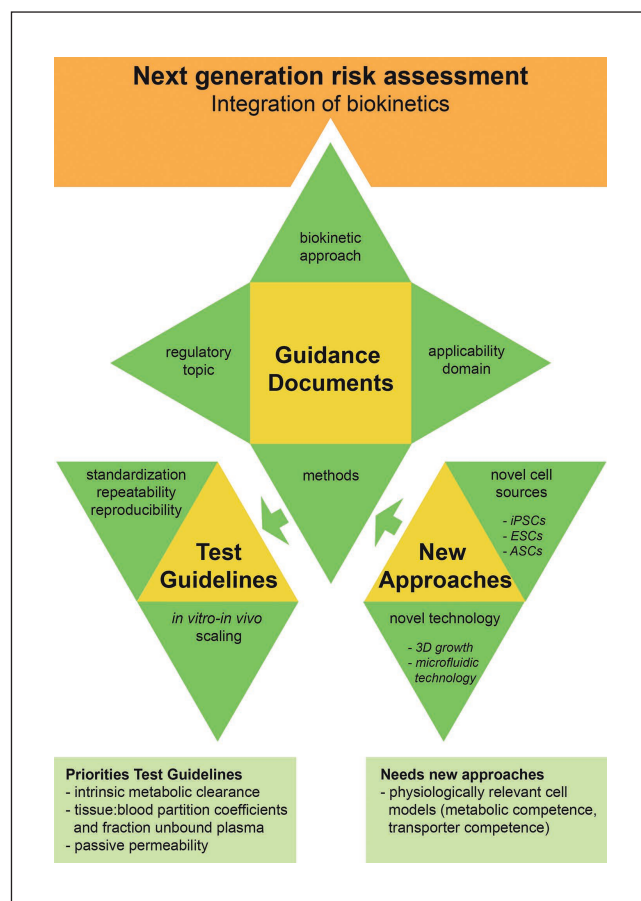 Next generation risk assessment
Integration of biokinetics
biokinetic
approach
regulatory
topic
Guidance
Documents
applicability
domain
methods
standardization
repeatability
reproducibility
Test
Guidelines
in vitro-in vivo
scaling
novel cell
sources
- iPSCs
- ESCs
- ASCs
New
Approaches
novel technology
- 3D growth
- microfluidic
technology
Priorities Test Guidelines
- intrinsic metabolic clearance
- tissue:blood partition coefficients
and fraction unbound plasma
- passive permeability
Needs new approaches
- physiologically relevant cell
models (metabolic competence,
transporter competence)